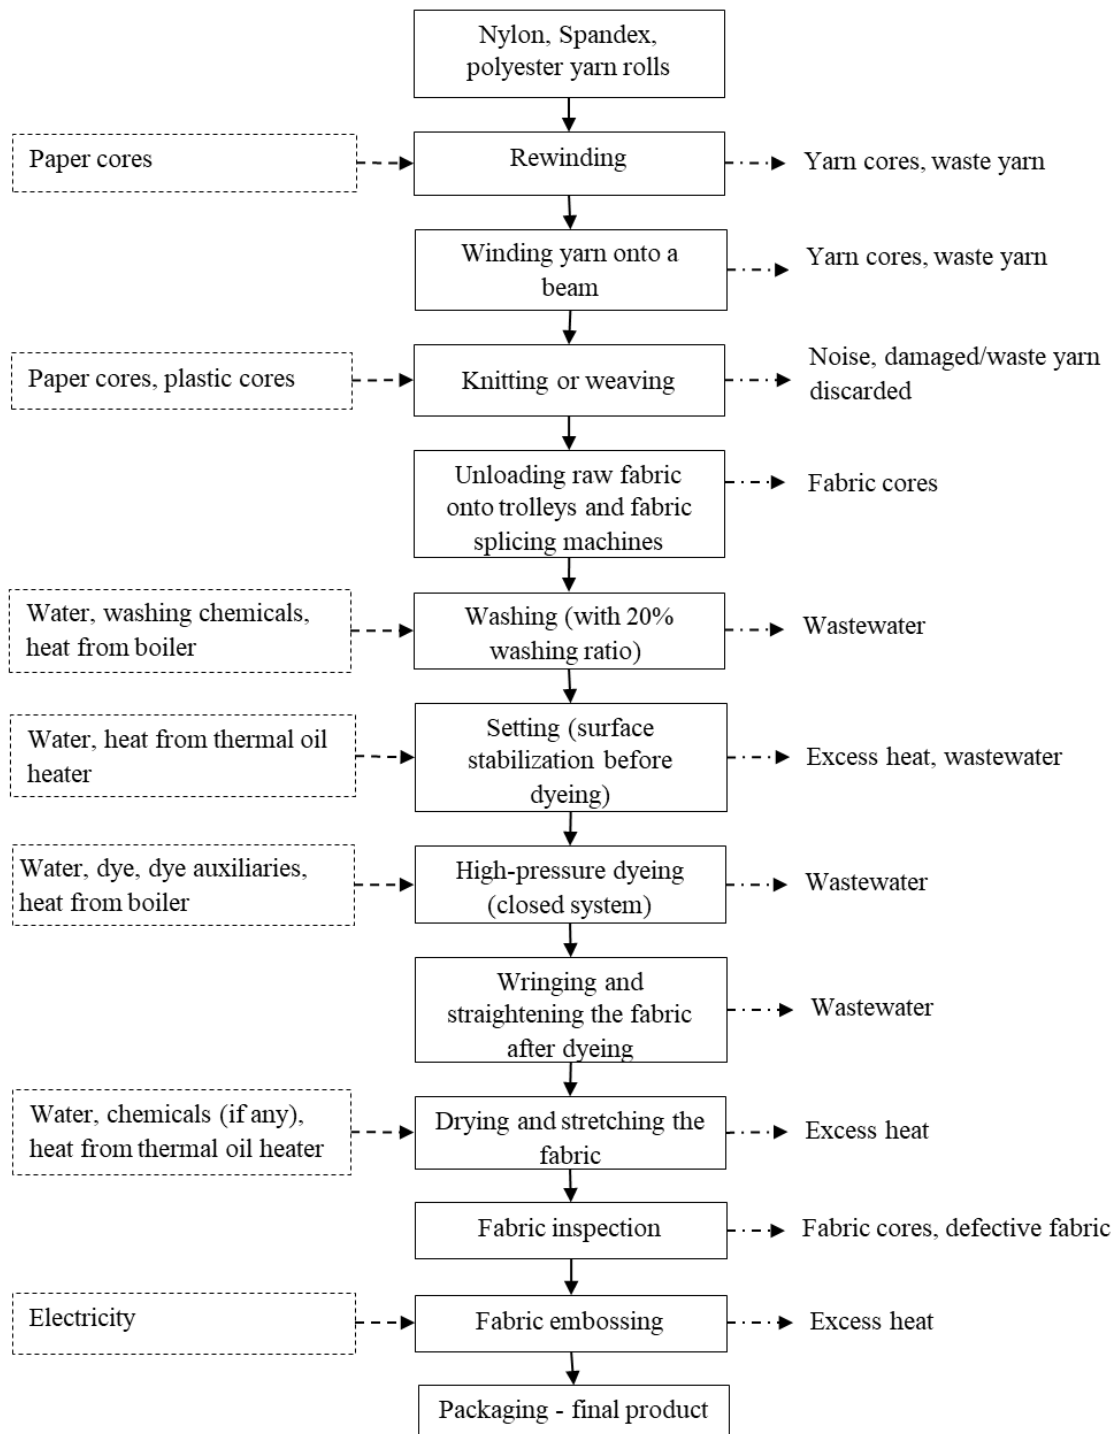 Nylon, Spandex,
polyester yarn rolls
Paper cores
Rewinding
Yarn cores, waste yarn
Winding yarn onto a
beam
Yarn cores, waste yarn
Paper cores, plastic cores
Knitting or weaving
Noise, damaged/waste yarn
discarded
Unloading raw fabric
onto trolleys and fabric
splicing machines
Fabric cores
Water, washing chemicals,
heat from boiler
Washing (with 20%
washing ratio)
Wastewater
Water, heat from thermal oil
heater
Setting (surface
stabilization before
dyeing)
Excess heat, wastewater
Water, dye, dye auxiliaries,
heat from boiler
High-pressure dyeing
(closed system)
Wastewater
Wringing and
straightening the fabric
after dyeing
Wastewater
Water, chemicals (if any),
heat from thermal oil heater
Drying and stretching the
fabric
Excess heat
Fabric inspection
Fabric cores, defective fabric
Electricity
Fabric embossing
Excess heat
Packaging - final product